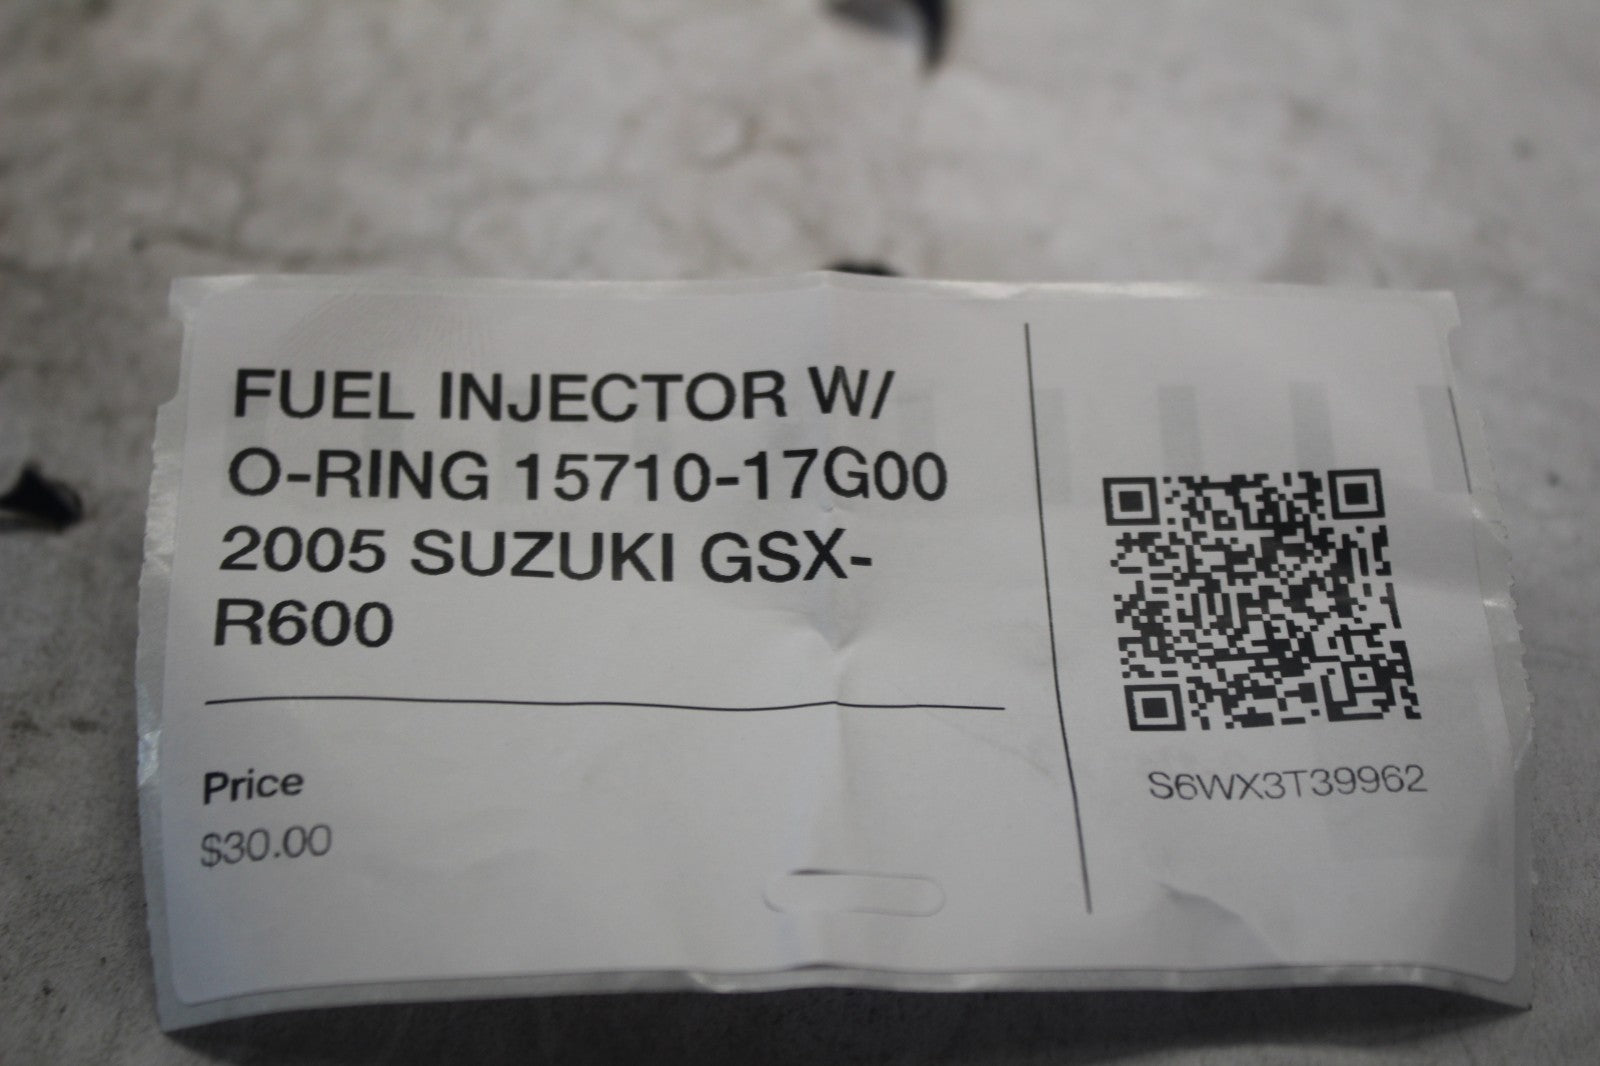 FUEL INJECTOR W/
O-RING 15710-17G00
2005 SUZUKI GSX-
R600
Price
$30.00
S6WX3T39962